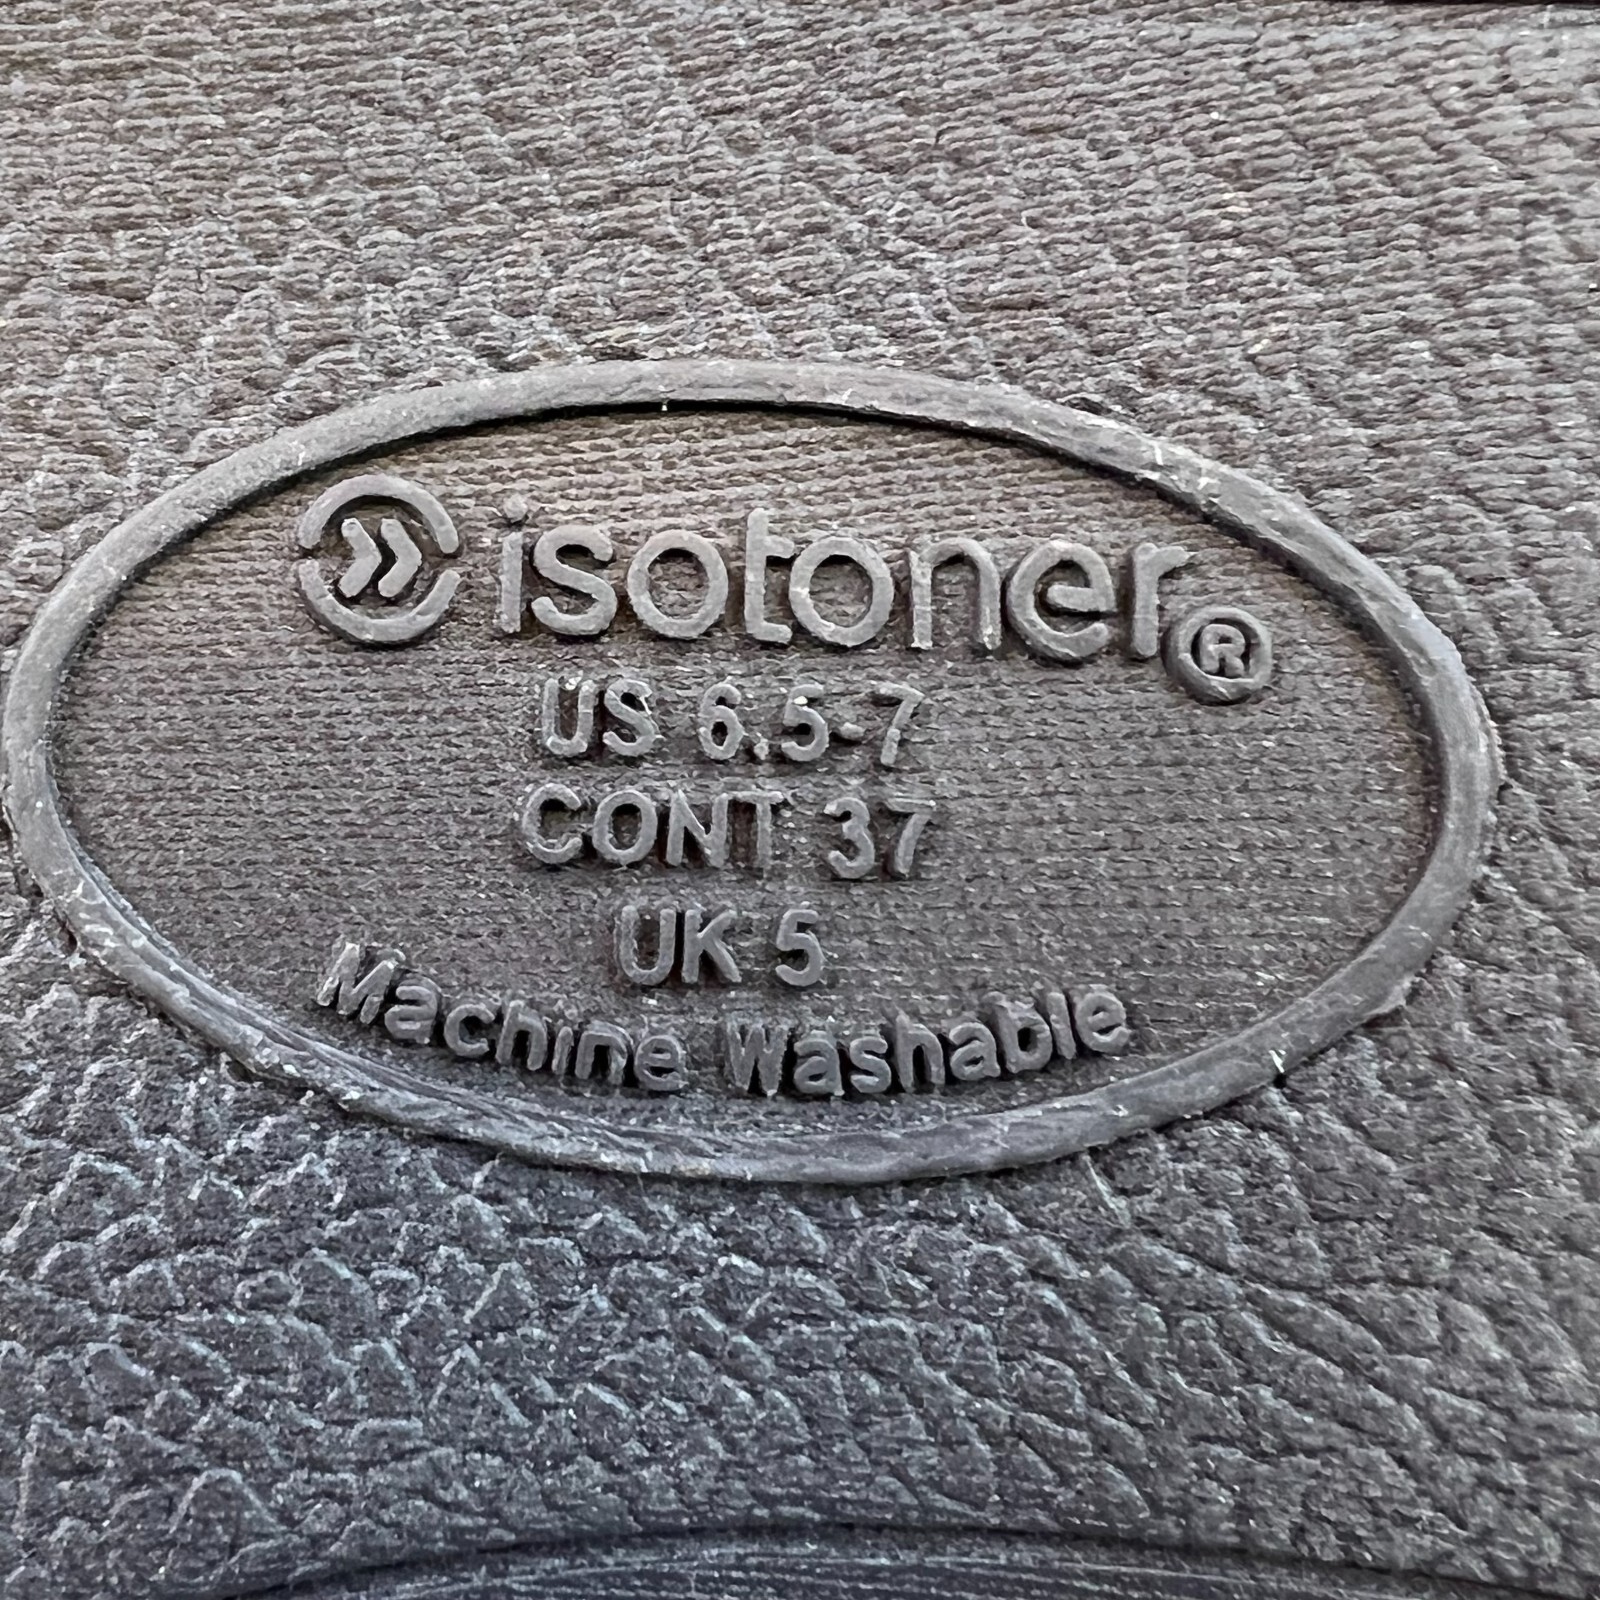 isotoner®
US 6.5-7
CONT 37
UK 5
Machine Washable